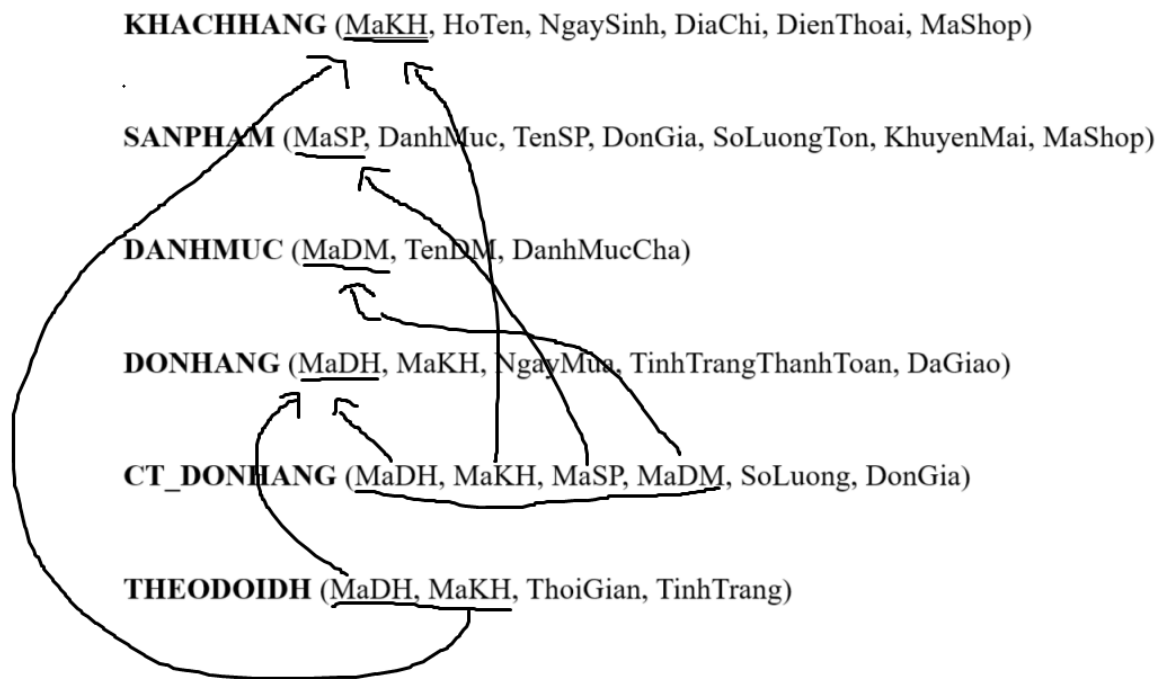 KHACHHANG (MaKH, HoTen, NgaySinh, DiaChi, DienThoai, MaShop)
SANPHAM (MaSP, DanhMuc, TenSP, DonGia, SoLuongTon, KhuyenMai, MaShop)
DANHMUC (MaDM, TenDM, DanhMucCha)
DONHANG (MaDH, MaKH, NgayMua, TinhTrangThanhToan, DaGiao)
CT_DONHANG (MaDH, MaKH, MaSP, MaDM, SoLuong, DonGia)
THEODOIDH (MaDH, MaKH, ThoiGian, TinhTrang)